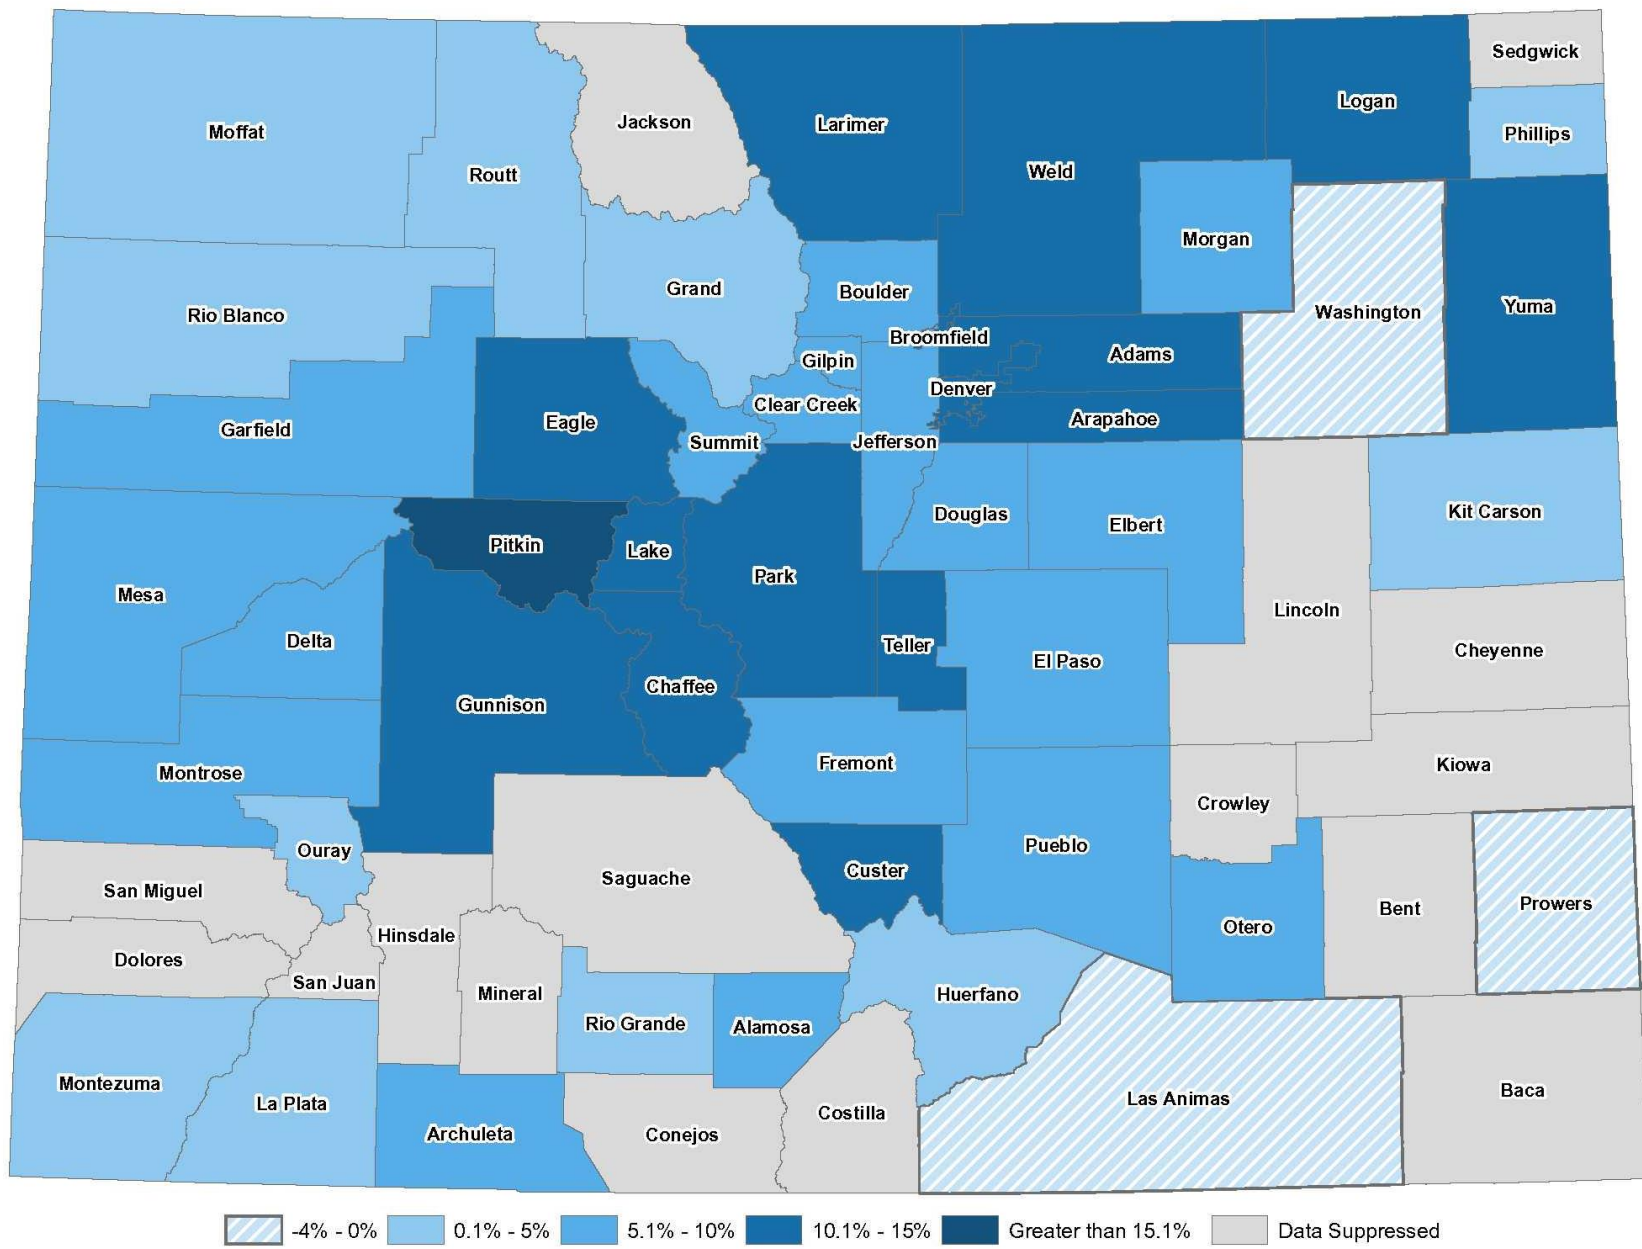 Sedgwick
Logan
Jackson
Larimer
Moffat
Phillips
Weld
Routt
Morgan
Grand
Boulder
Yuma
Washington
Rio Blanco
Broomfield
Adams
Gilpin
Denver
Clear Creek
Arapahoe
Eagle
Garfield
Summit
Jefferson
Kit Carson
Douglas
Elbert
Pitkin
Lake
Park
Mesa
Lincoln
Delta
Teller
Cheyenne
El Paso
Chaffee
Gunnison
Fremont
Kiowa
Montrose
Crowley
Pueblo
Ouray
Custer
Saguache
San Miguel
Prowers
Bent
Otero
Hinsdale
Dolores
San Juan
Mineral
Huerfano
Rio Grande
Alamosa
Montezuma
Baca
Las Animas
La Plata
Costilla
Archuleta
Conejos
-4% - 0% 0.1% - 5% 5.1% - 10% 10.1% - 15% Greater than 15.1% Data Suppressed